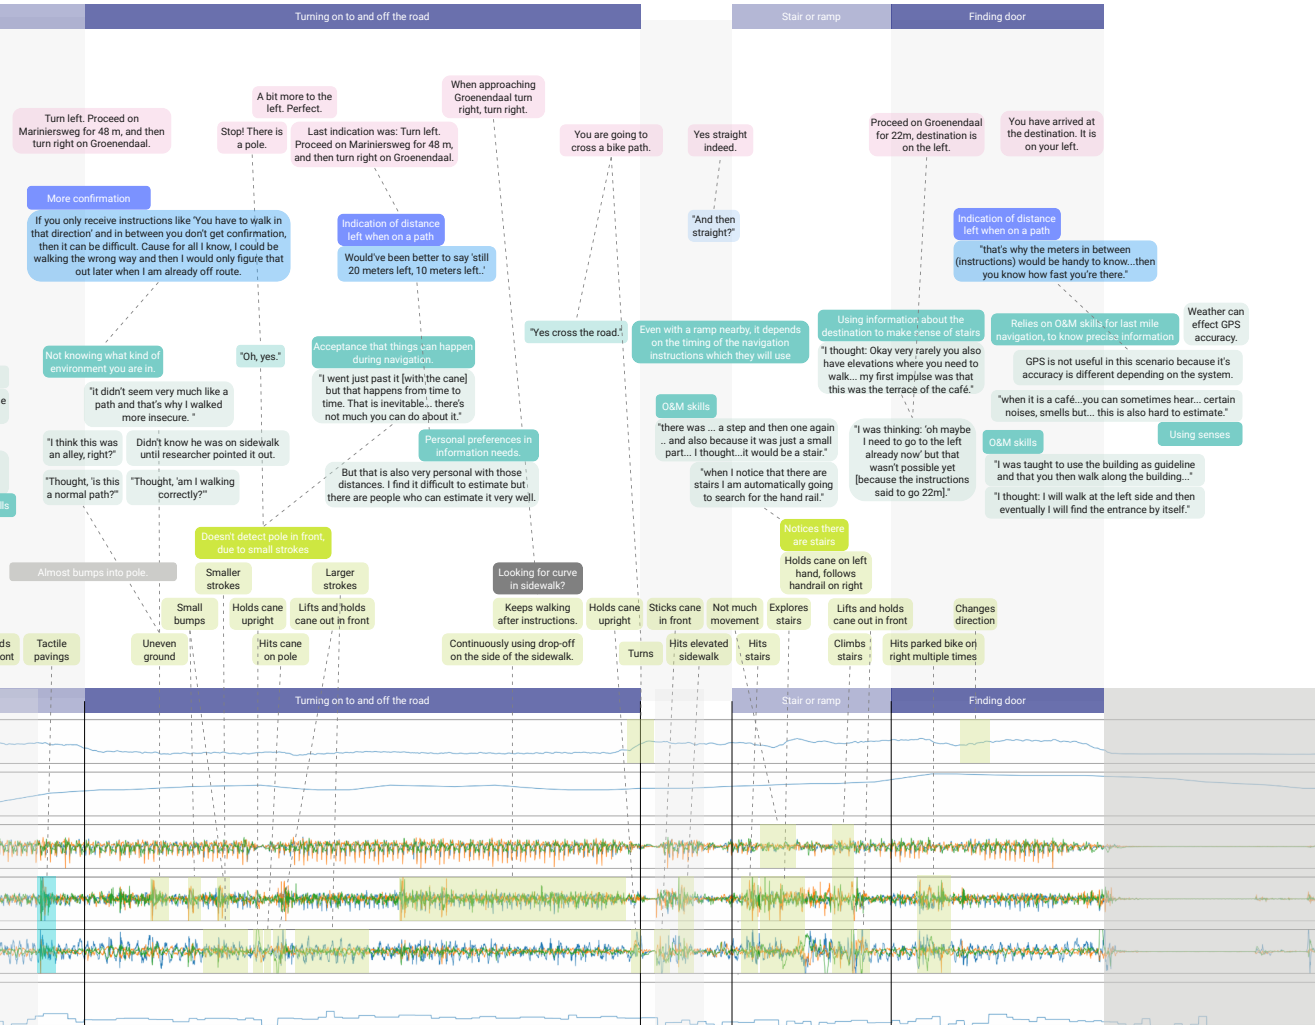 Turning on to and off the road
Stair or ramp
Finding door
Turn left. Proceed on
Mariniersweg for 48 m, and then
turn right on Groenendaal.
A bit more to the
left. Perfect.
Stop! There is
a pole.
Last indication was: Turn left.
Proceed on Mariniersweg for 48 m,
and then turn right on Groenendaal.
When approaching
Groenendaal turn
right, turn right.
You are going to
cross a bike path.
Yes straight
indeed.
Proceed on Groenendaal
for 22m, destination is
on the left.
You have arrived at
the destination. It is
on your left.
More confirmation
If you only receive instructions like 'You have to walk in
that direction' and in between you don't get confirmation,
then it can be difficult. Cause for all I know, I could be
walking the wrong way and then I would only figure that
out later when I am already off route.
Indication of distance
left when on a path
Would've been better to say 'still
20 meters left, 10 meters left..'
"And then
straight?"
Indication of distance
left when on a path
"that's why the meters in between
(instructions) would be handy to know...then
you know how fast you're there."
Not knowing what kind of
environment you are in.
"it didn't seem very much like a
path and that's why I walked
more insecure. "
"I think this was
an alley, right?"
Didn't know he was on sidewalk
until researcher pointed it out.
"Thought, 'is this
a normal path?'"
"Thought, 'am I walking
correctly?'"
"Oh, yes."
Acceptance that things can happen
during navigation.
"I went just past it [with the cane]
but that happens from time to
time. That is inevitable... there's
not much you can do about it."
Personal preferences in
information needs.
But that is also very personal with those
distances. I find it difficult to estimate but
there are people who can estimate it very well.
"Yes cross the road."
Even with a ramp nearby, it depends
on the timing of the navigation
instructions which they will use
O&M skills
"there was ... a step and then one again
.. and also because it was just a small
part... I thought...it would be a stair."
"when I notice that there are
stairs I am automatically going
to search for the hand rail."
Using information about the
destination to make sense of stairs
"I thought: Okay very rarely you also
have elevations where you need to
walk... my first impulse was that
this was the terrace of the café."
"I was thinking: 'oh maybe
I need to go to the left
already now' but that
wasn't possible yet
[because the instructions
said to go 22m]."
Relies on O&M skills for last mile
navigation, to know precise information
Weather can
effect GPS
accuracy.
GPS is not useful in this scenario because it's
accuracy is different depending on the system.
"when it is a café...you can sometimes hear... certain
noises, smells but... this is also hard to estimate."
O&M skills
Using senses
"I was taught to use the building as guideline
and that you then walk along the building..."
"I thought: I will walk at the left side and then
eventually I will find the entrance by itself."
e
lls
Doesn't detect pole in front,
due to small strokes
Notices there
are stairs
Almost bumps into pole.
Smaller
strokes
Larger
strokes
Looking for curve
in sidewalk?
Holds cane on left
hand, follows
handrail on right
Small
bumps
Holds cane
upright
Lifts and holds
cane out in front
Keeps walking
after instructions.
Holds cane
upright
Sticks cane
in front
Not much
movement
Explores
stairs
Lifts and holds
cane out in front
Changes
direction
ds
ont
Tactile
pavings
Uneven
ground
Hits cane
on pole
Continuously using drop-off
on the side of the sidewalk.
Turns
Hits elevated
sidewalk
Hits
stairs
Climbs
stairs
Hits parked bike on
right multiple times
Turning on to and off the road
Stair or ramp
Finding door